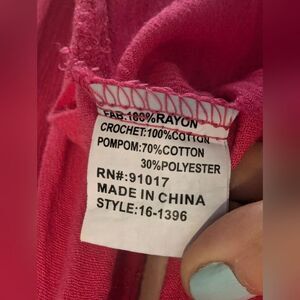 FAB:100%RAYON
CROCHET:100%COTTON
POMPOM:70%COTTON
30%POLYESTER
RN#:91017
MADE IN CHINA
STYLE:16-1396